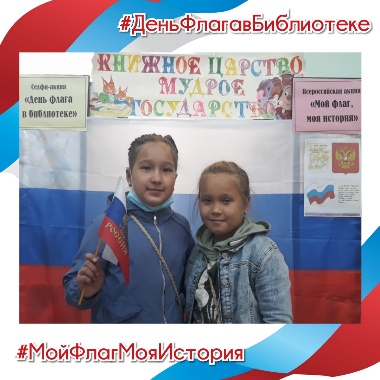 #ДеньФлагавБиблиотеке
КНИЖНОЕ ЦАРСТВО
МУДРОЕ
ГОСУДАРСТВО
Селфи-акция
«День флага
в библиотеке»
Всероссийская акция
«Мой флаг,
моя история»
РОССИЯ
#МойФлагМояИстория